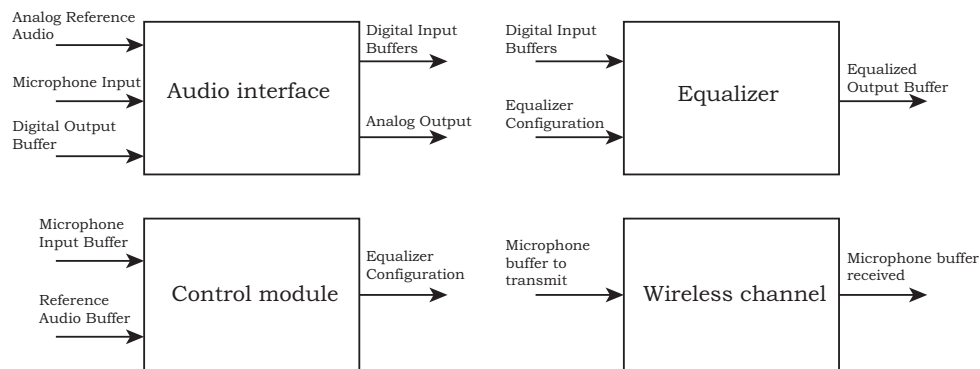 Analog Reference
Audio
Microphone Input
Digital Output
Buffer
Audio interface
Digital Input
Buffers
Analog Output
Digital Input
Buffers
Equalizer
Configuration
Equalizer
Equalized
Output Buffer
Microphone
Input Buffer
Reference
Audio Buffer
Control module
Equalizer
Configuration
Microphone
buffer to
transmit
Wireless channel
Microphone buffer
received